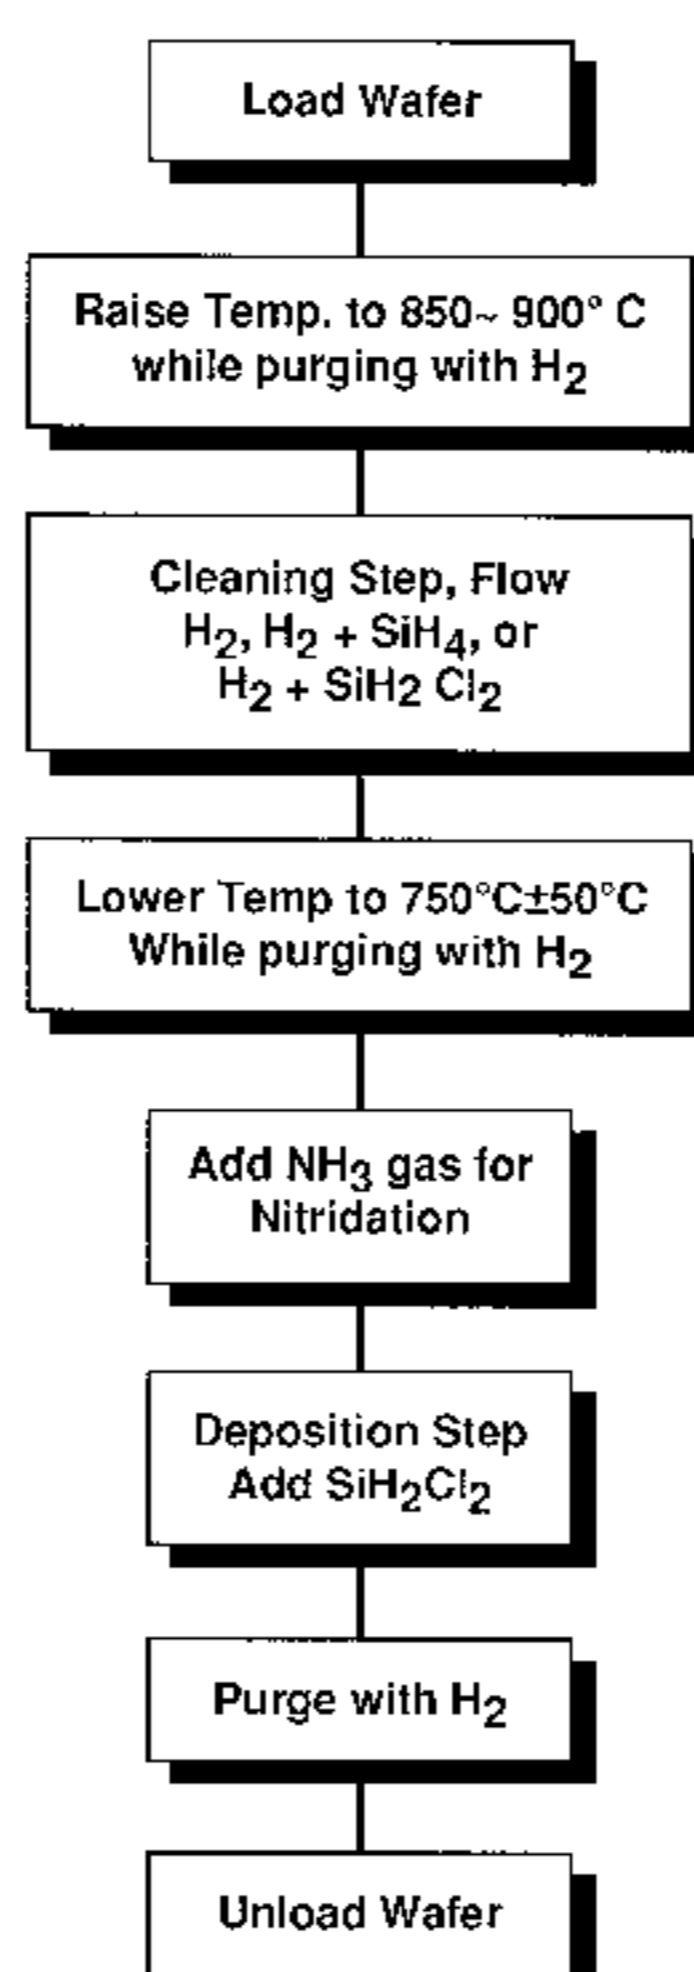 Load Wafer
Raise Temp. to 850~ 900° C
while purging with H₂
Cleaning Step, Flow
H₂, H₂ + SiH₄, or
H₂ + SiH2 Cl₂
Lower Temp to 750°C±50°C
While purging with H₂
Add NH₃ gas for
Nitridation
Deposition Step
Add SiH₂Cl₂
Purge with H₂
Unload Wafer